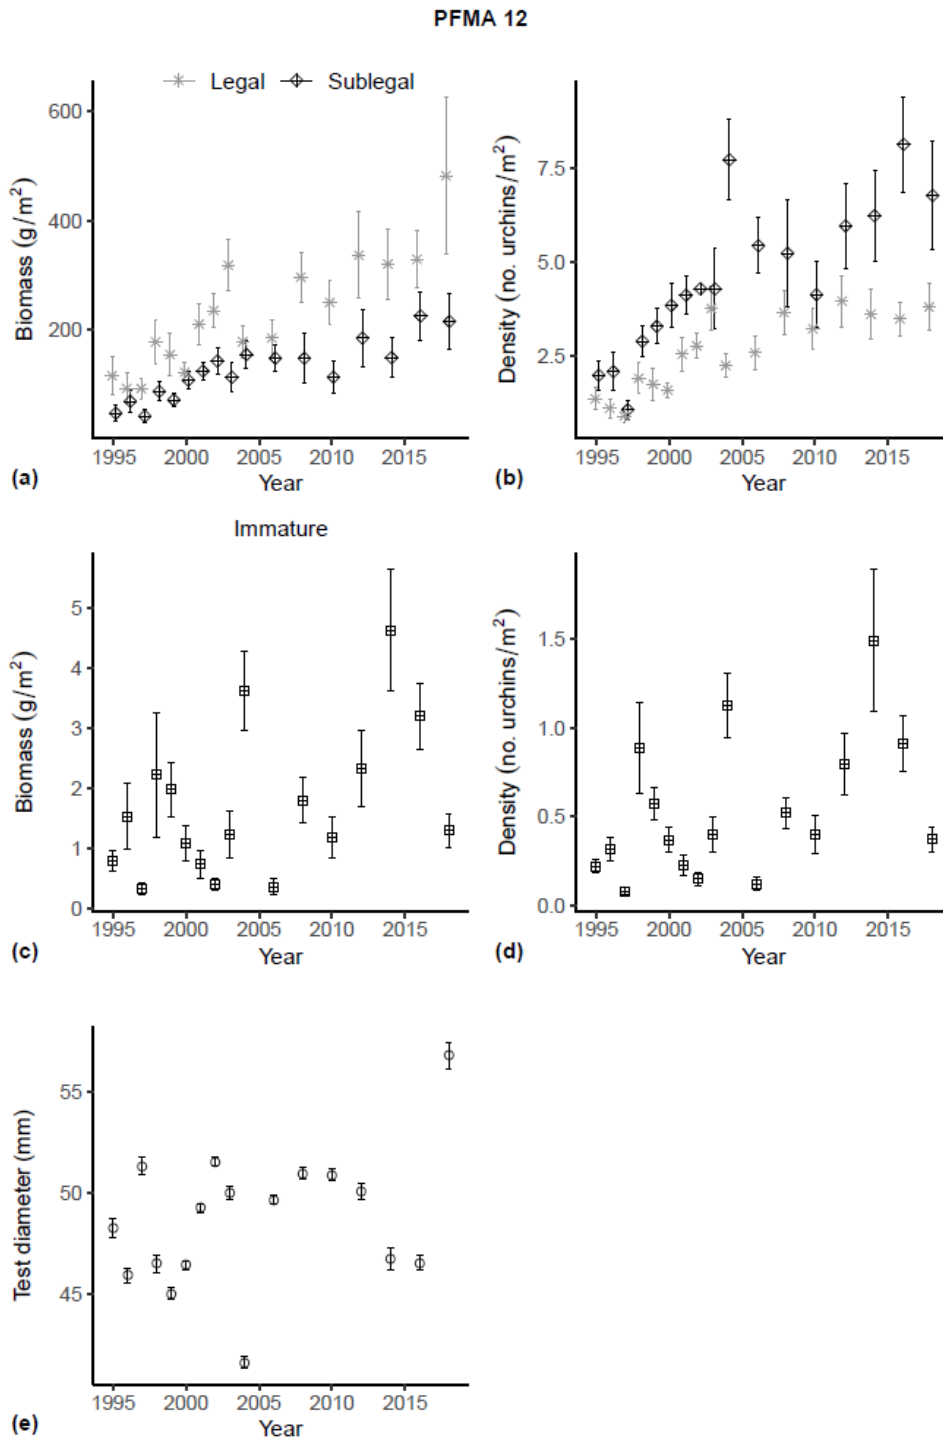 PFMA 12
Legal Sublegal
Biomass (g/m²)
600
400
200
1995 2000 2005 2010 2015
Year
(a)
Density (no. urchins/m²)
7.5
5.0
2.5
1995 2000 2005 2010 2015
Year
(b)
Immature
Biomass (g/m²)
5
4
3
2
1
0
1995 2000 2005 2010 2015
Year
(c)
Density (no. urchins/m²)
1.5
1.0
0.5
0.0
1995 2000 2005 2010 2015
Year
(d)
Test diameter (mm)
55
50
45
1995 2000 2005 2010 2015
Year
(e)